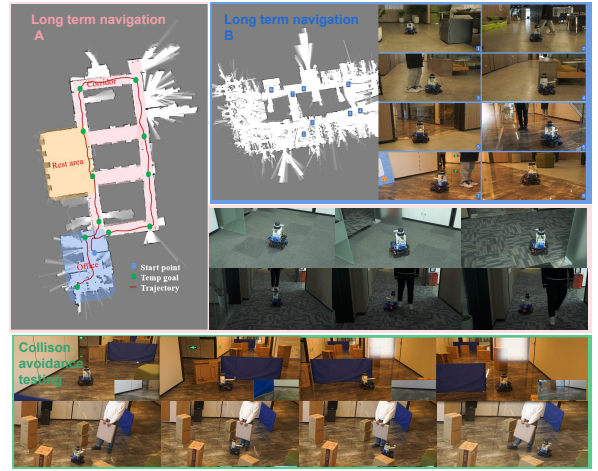 Long term navigation
A
Corridor
Rest area
Office
Start point
Temp goal
Trajectory
Long term navigation
B
Collison
avoidance
testing